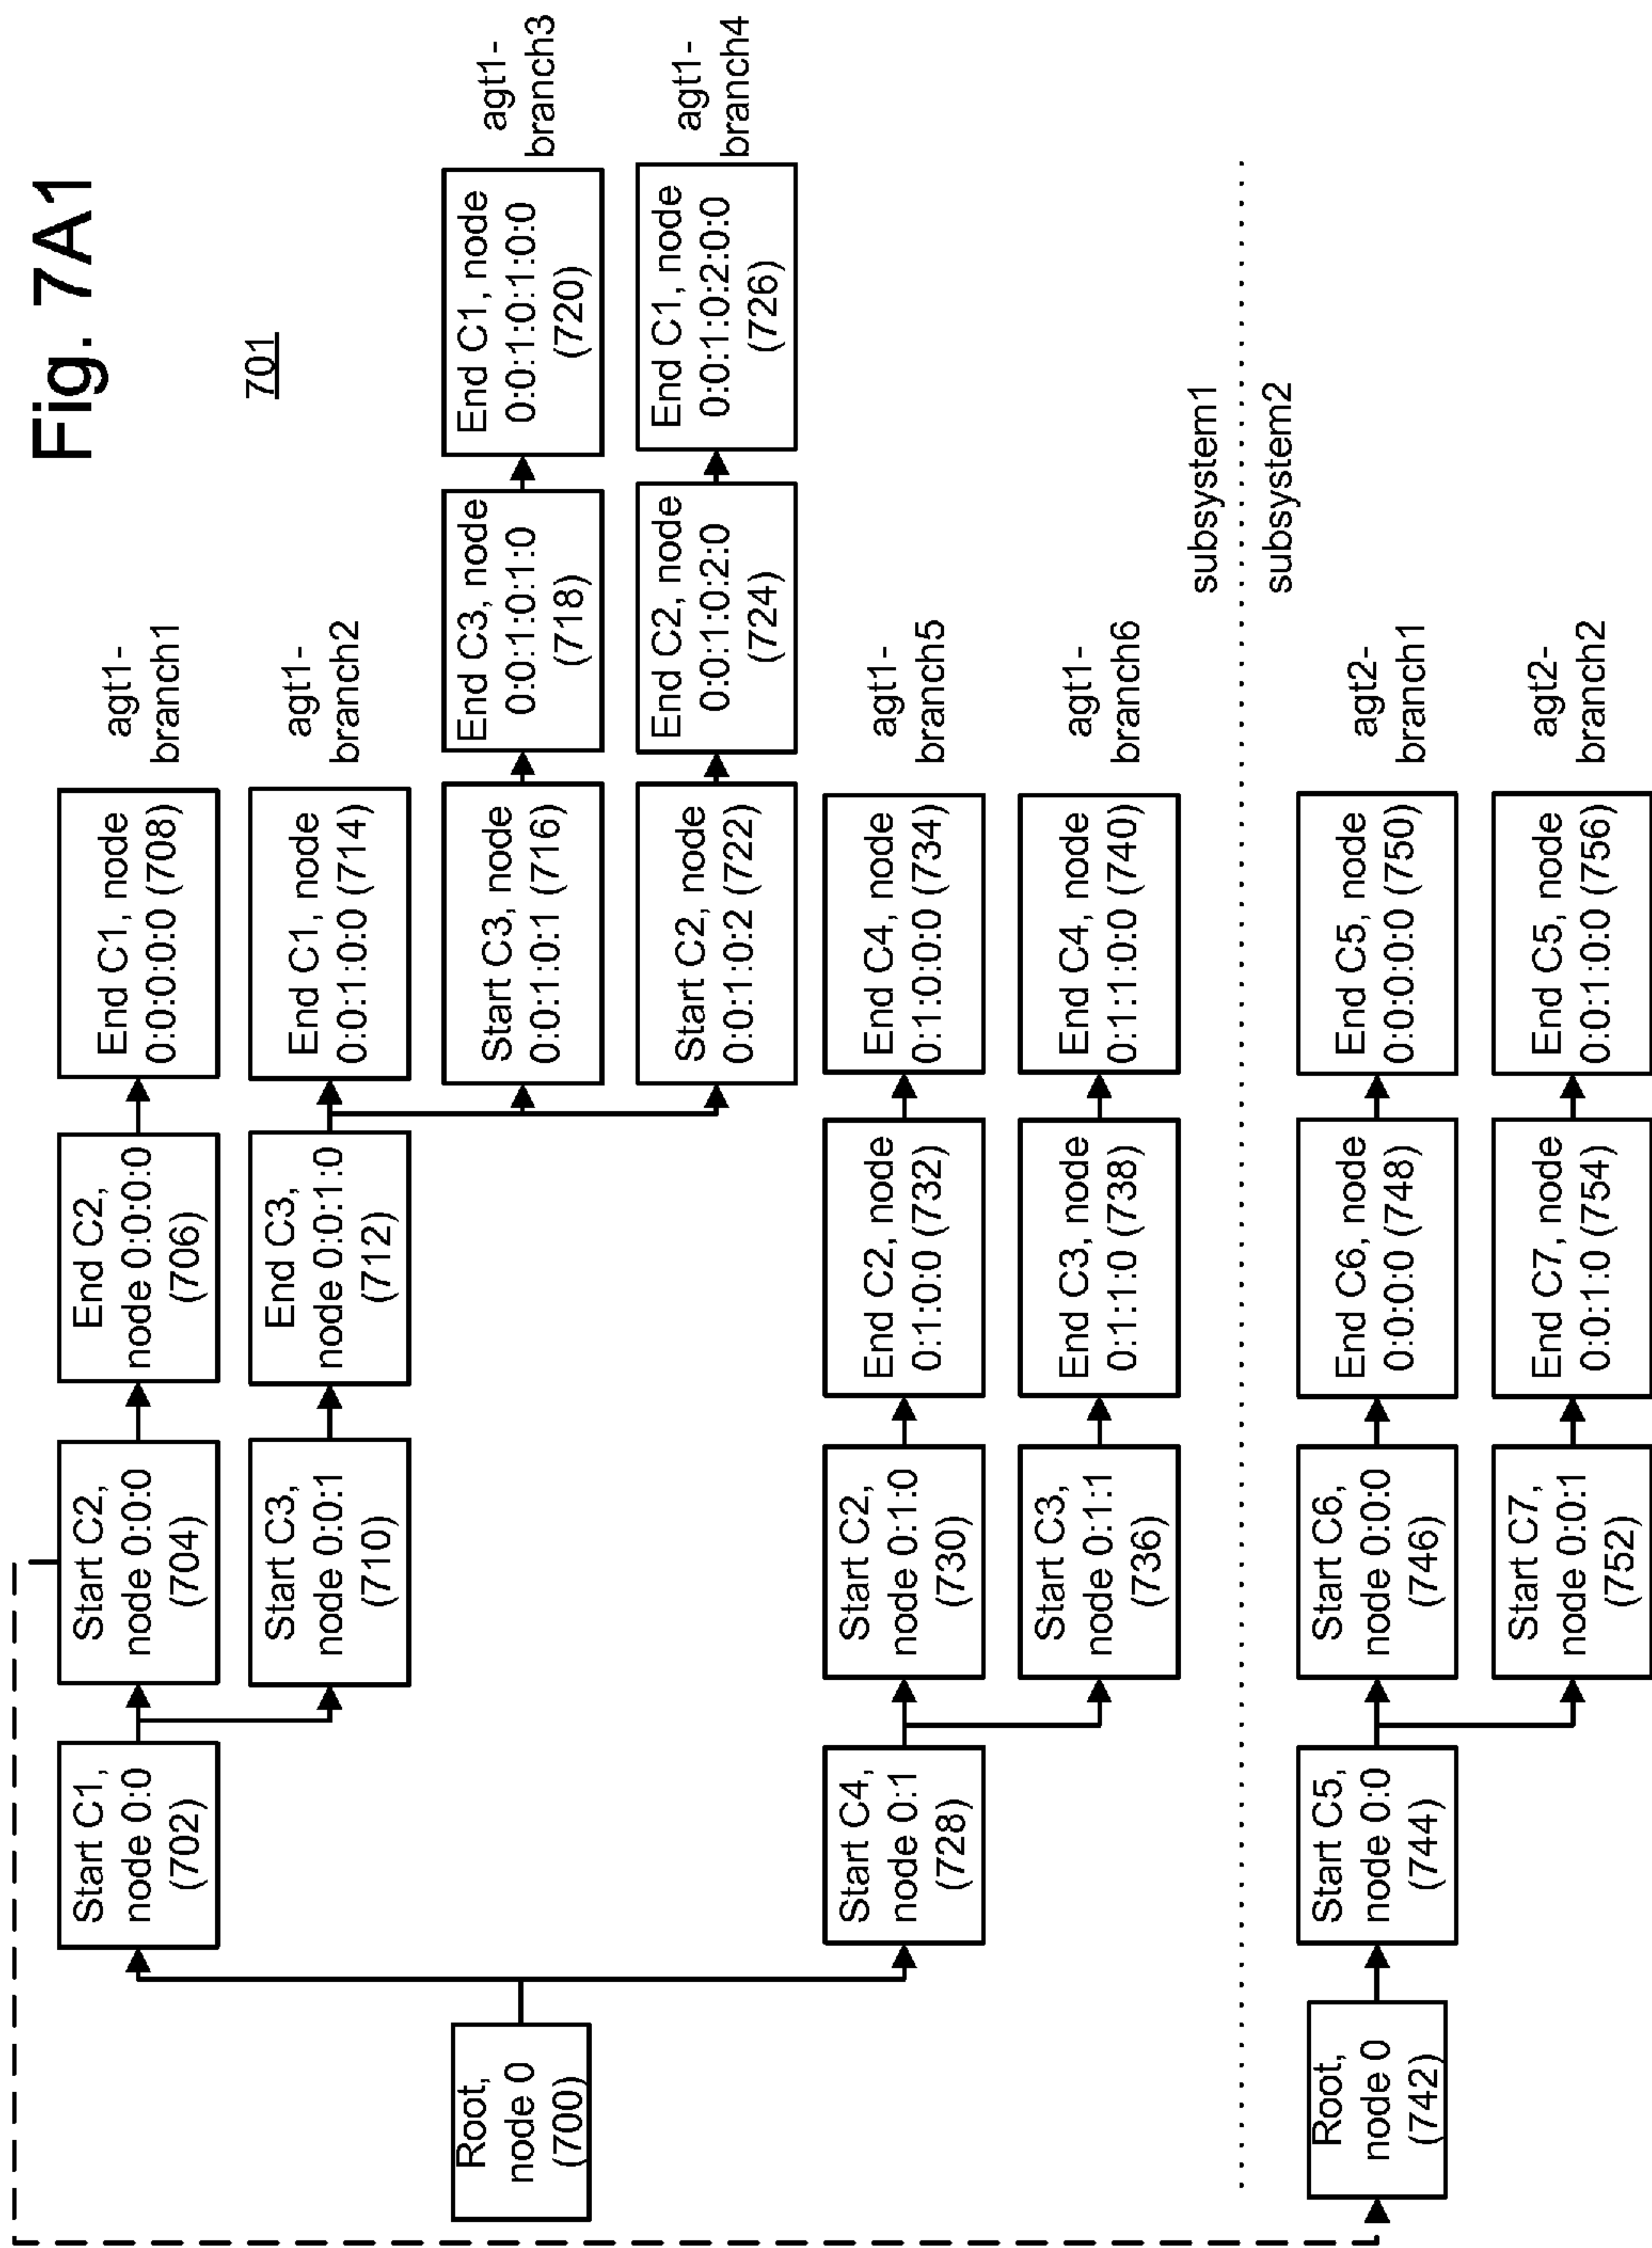 Fig. 7A1
701
Root,
node 0
(700)
Start C1,
node 0:0
(702)
Start C2,
node 0:0:0
(704)
End C2,
node 0:0:0:0
(706)
End C1, node
0:0:0:0:0 (708)
agt1-
branch1
Start C3,
node 0:0:1
(710)
End C3,
node 0:0:1:0
(712)
End C1, node
0:0:1:0:0 (714)
agt1-
branch2
Start C3, node
0:0:1:0:1 (716)
End C3, node
0:0:1:0:1:0
(718)
End C1, node
0:0:1:0:1:0:0
(720)
agt1-
branch3
Start C2, node
0:0:1:0:2 (722)
End C2, node
0:0:1:0:2:0
(724)
End C1, node
0:0:1:0:2:0:0
(726)
agt1-
branch4
Start C4,
node 0:1
(728)
Start C2,
node 0:1:0
(730)
End C2, node
0:1:0:0 (732)
End C4, node
0:1:0:0:0 (734)
agt1-
branch5
Start C3,
node 0:1:1
(736)
End C3, node
0:1:1:0 (738)
End C4, node
0:1:1:0:0 (740)
agt1-
branch6
subsystem1
subsystem2
Root,
node 0
(742)
Start C5,
node 0:0
(744)
Start C6,
node 0:0:0
(746)
End C6, node
0:0:0:0 (748)
End C5, node
0:0:0:0:0 (750)
agt2-
branch1
Start C7,
node 0:0:1
(752)
End C7, node
0:0:1:0 (754)
End C5, node
0:0:1:0:0 (756)
agt2-
branch2